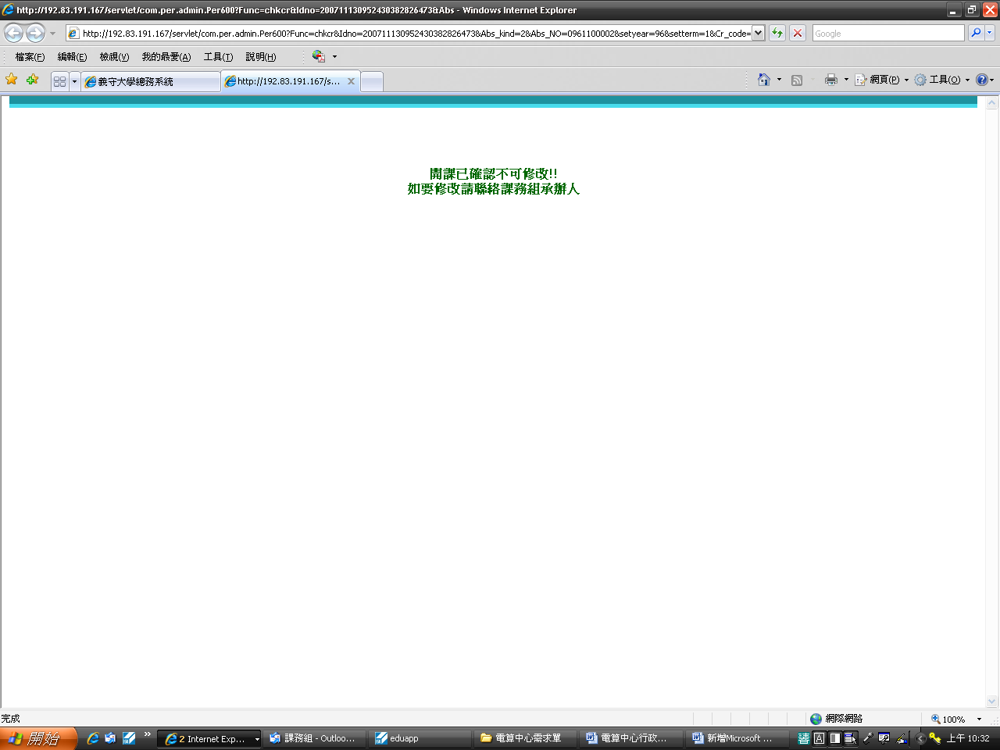 http://192.83.191.167/servlet/com.per.admin.Per600?Func=chkcr&Idno=200711130952430382826473&Abs - Windows Internet Explorer
http://192.83.191.167/servlet/com.per.admin.Per600?Func=chkcr&Idno=200711130952430382826473&Abs_kind=2&Abs_NO=0961100002&setyear=96&setterm=1&Cr_code=
Google
檔案(F) 編輯(E) 檢視(V) 我的最愛(A) 工具(T) 說明(H)
義守大學總務系統 http://192.83.191.167/s... 網頁(P) 工具(O)
開課已確認不可修改!!
如要修改請聯絡課務組承辦人
完成 網際網路 100%
開始 2 Internet Exp... 課務組 - Outloo... eduapp 電算中心需求單 電算中心行政... 新增Microsoft ... A 上午 10:32